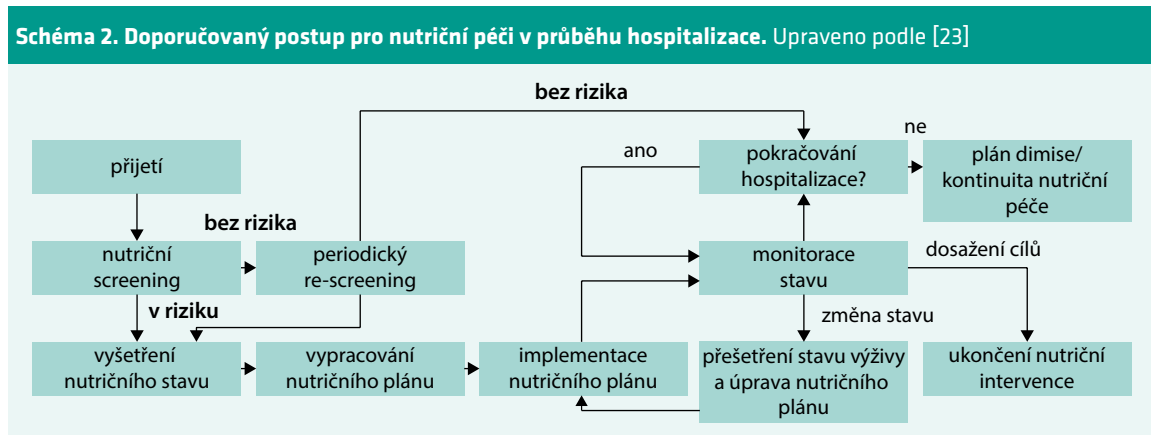 Schéma 2. Doporučovaný postup pro nutriční péči v průběhu hospitalizace. Upraveno podle [23]
bez rizika
přijetí
ano
pokračování
hospitalizace?
ne
plán dimise/
kontinuita nutriční
péče
bez rizika
nutriční
screening
periodický
re-screening
monitorace
stavu
dosažení cílů
v riziku
změna stavu
vyšetření
nutričního stavu
vypracování
nutričního plánu
implementace
nutričního plánu
přešetření stavu výživy
a úprava nutričního
plánu
ukončení nutriční
intervence